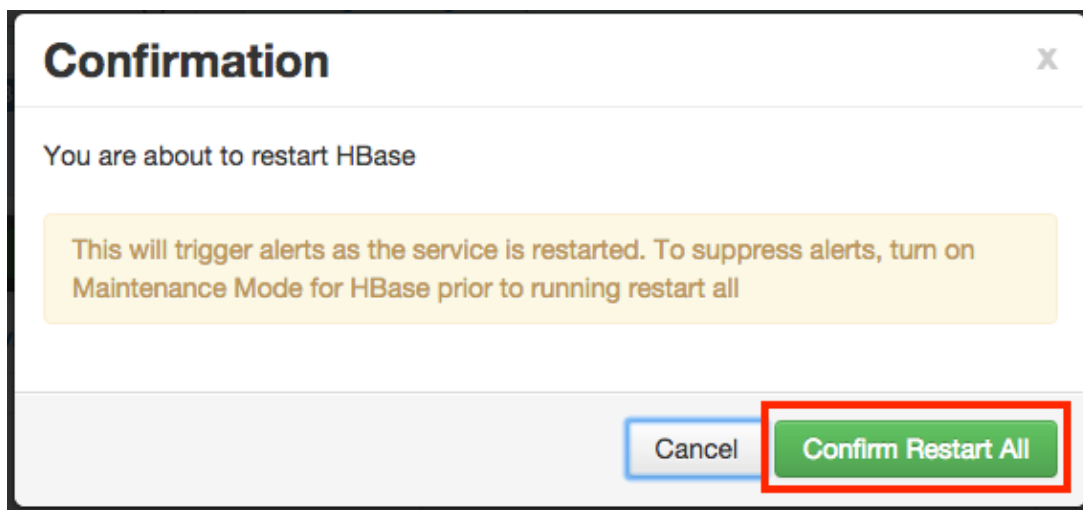 Confirmation
x
You are about to restart HBase
This will trigger alerts as the service is restarted. To suppress alerts, turn on
Maintenance Mode for HBase prior to running restart all
Cancel
Confirm Restart All